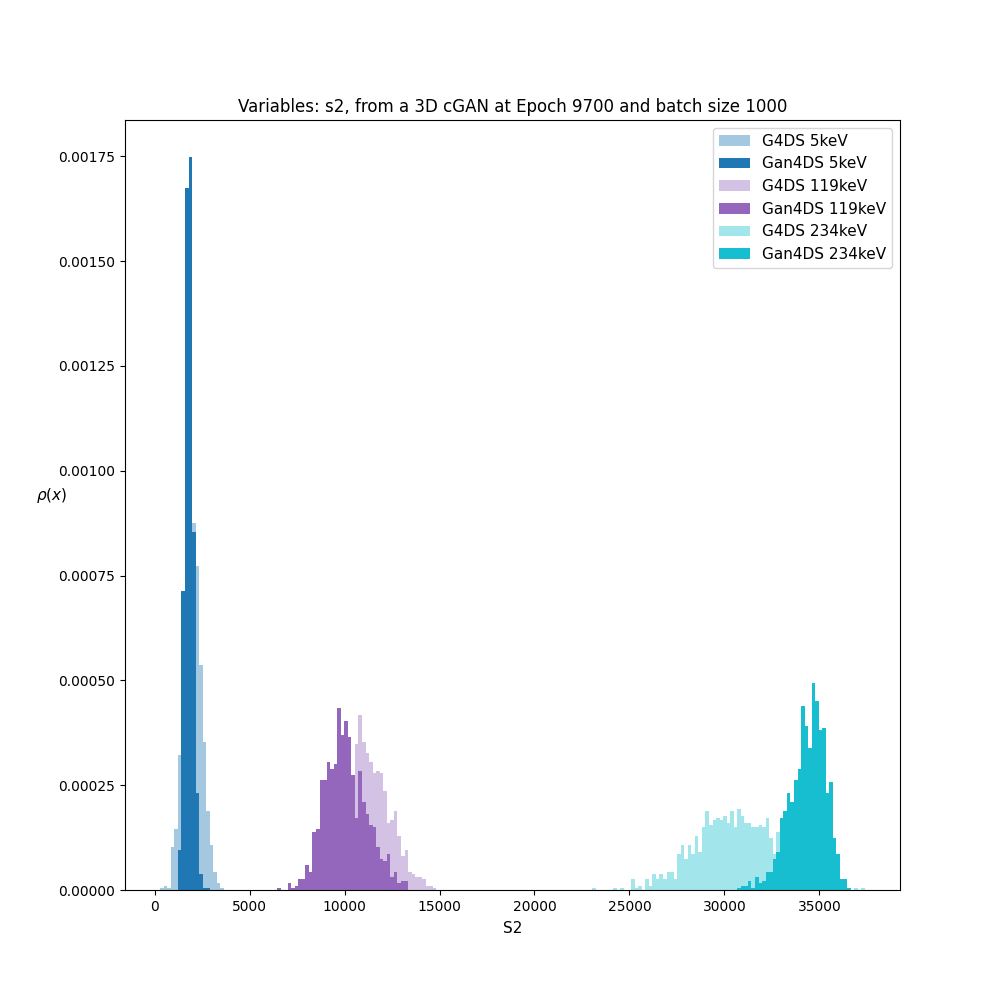 Variables: s2, from a 3D cGAN at Epoch 9700 and batch size 1000
G4DS 5keV
Gan4DS 5keV
G4DS 119keV
Gan4DS 119keV
G4DS 234keV
Gan4DS 234keV
0.00175
0.00150
0.00125
0.00100
ρ(x)
0.00075
0.00050
0.00025
0.00000
0 5000 10000 15000 20000 25000 30000 35000
S2